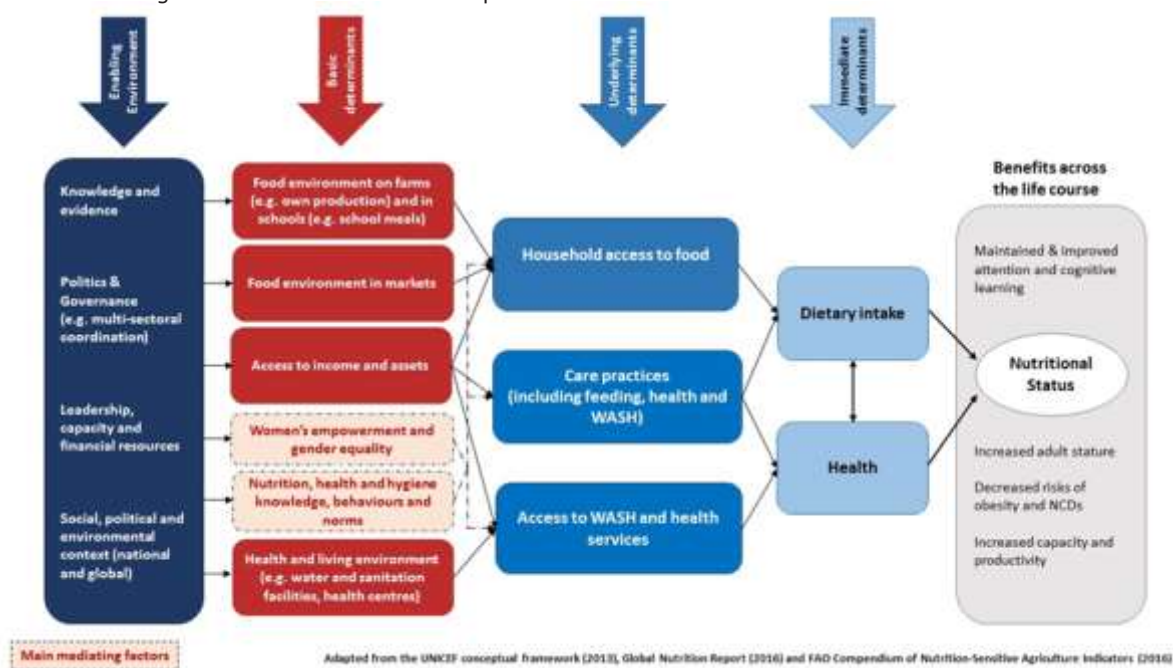 Enabling
Environment
Basic
determinants
Underlying
determinants
Immediate
determinants
Knowledge and
evidence
Politics &
Governance
(e.g. multi-sectoral
coordination)
Leadership,
capacity and
financial resources
Social, political and
environmental
context (national
and global)
Food environment on farms
(e.g. own production) and in
schools (e.g. school meals)
Food environment in markets
Access to income and assets
Women's empowerment and
gender equality
Nutrition, health and hygiene
knowledge, behaviours and
norms
Health and living environment
(e.g. water and sanitation
facilities, health centres)
Household access to food
Care practices
(including feeding, health and
WASH)
Access to WASH and health
services
Dietary intake
Health
Benefits across
the life course
Maintained & improved
attention and cognitive
learning
Nutritional
Status
Increased adult stature
Decreased risks of
obesity and NCDs
Increased capacity and
productivity
Main mediating factors
Adapted from the UNICEF conceptual framework (2013), Global Nutrition Report (2016) and FAO Compendium of Nutrition-Sensitive Agriculture Indicators (2016)